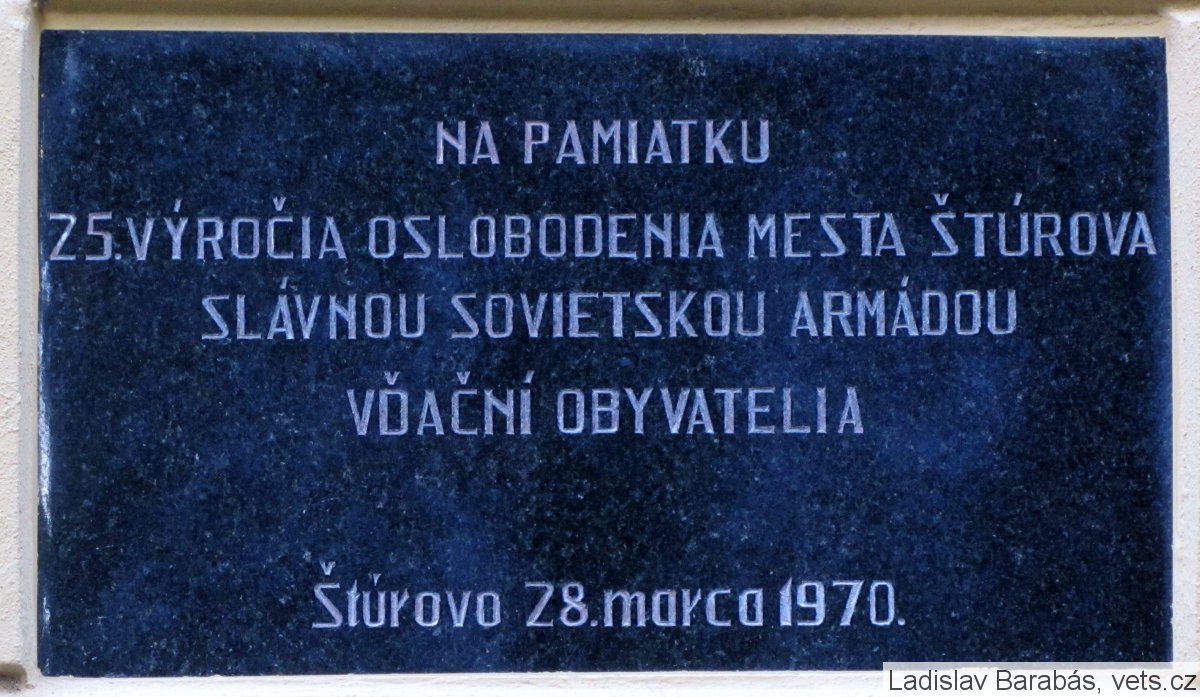 NA PAMIATKU
25. VÝROČIA OSLOBODENIA MESTA ŠTÚROVA
SLÁVNOU SOVIETSKOU ARMÁDOU
VĎAČNÍ OBYVATELIA
Štúrovo 28. marca 1970.
Ladislav Barabás, vets.cz